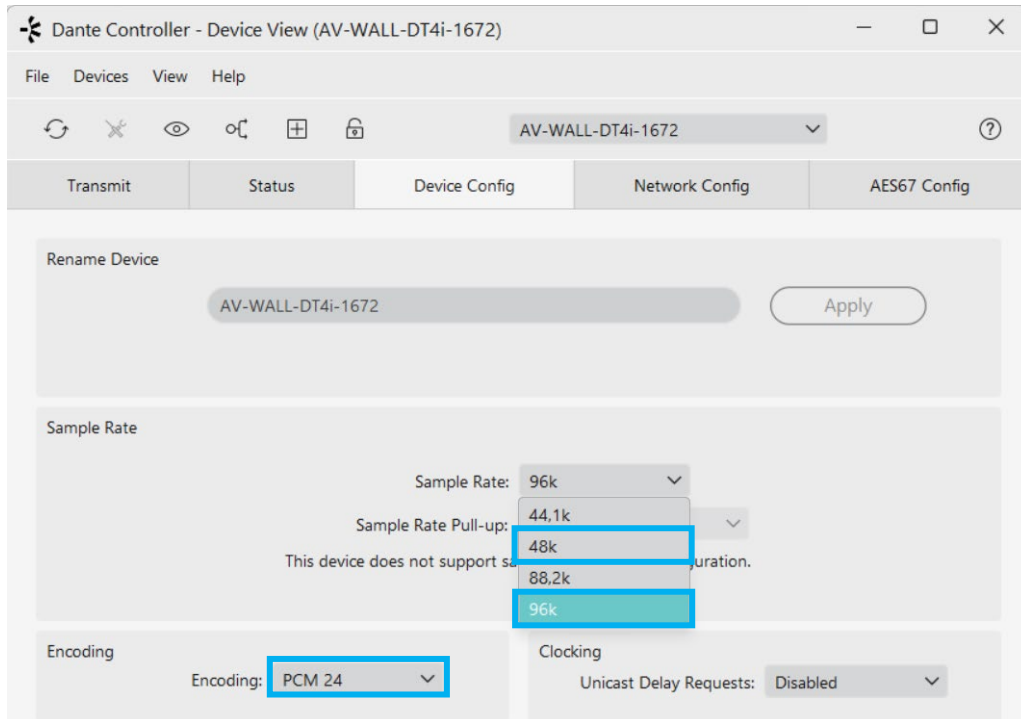 Dante Controller - Device View (AV-WALL-DT4i-1672)
File Devices View Help
AV-WALL-DT4i-1672
Transmit Status Device Config Network Config AES67 Config
Rename Device
AV-WALL-DT4i-1672 Apply
Sample Rate
Sample Rate: 96k
44,1k
Sample Rate Pull-up:
48k
This device does not support
88,2k
96k
Encoding
Encoding: PCM 24
Clocking
Unicast Delay Requests: Disabled